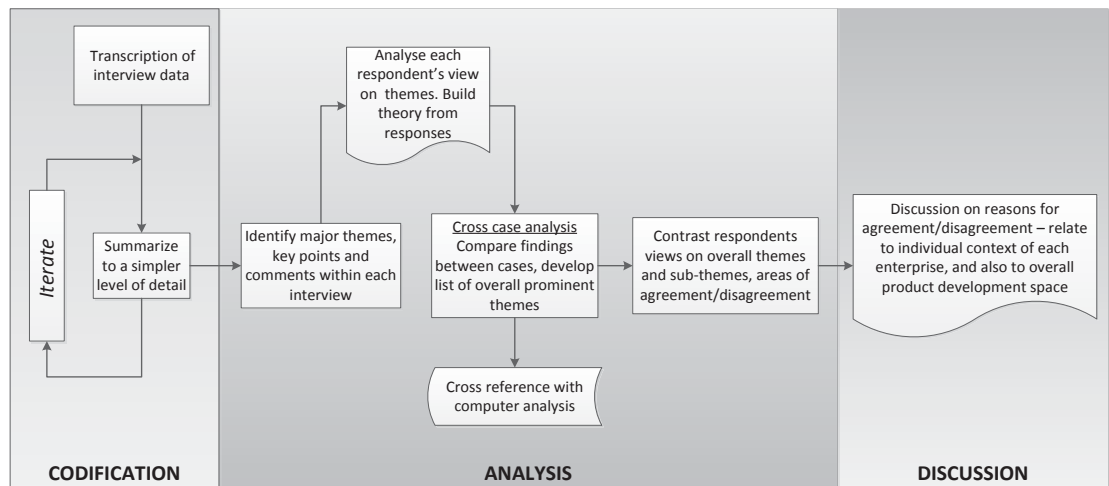 Transcription of
interview data
Iterate
Summarize
to a simpler
level of detail
CODIFICATION
Identify major themes,
key points and
comments within each
interview
Analyse each
respondent’s view
on themes. Build
theory from
responses
Cross case analysis
Compare findings
between cases, develop
list of overall prominent
themes
Cross reference with
computer analysis
Contrast respondents
views on overall themes
and sub-themes, areas of
agreement/disagreement
ANALYSIS
Discussion on reasons for
agreement/disagreement – relate
to individual context of each
enterprise, and also to overall
product development space
DISCUSSION